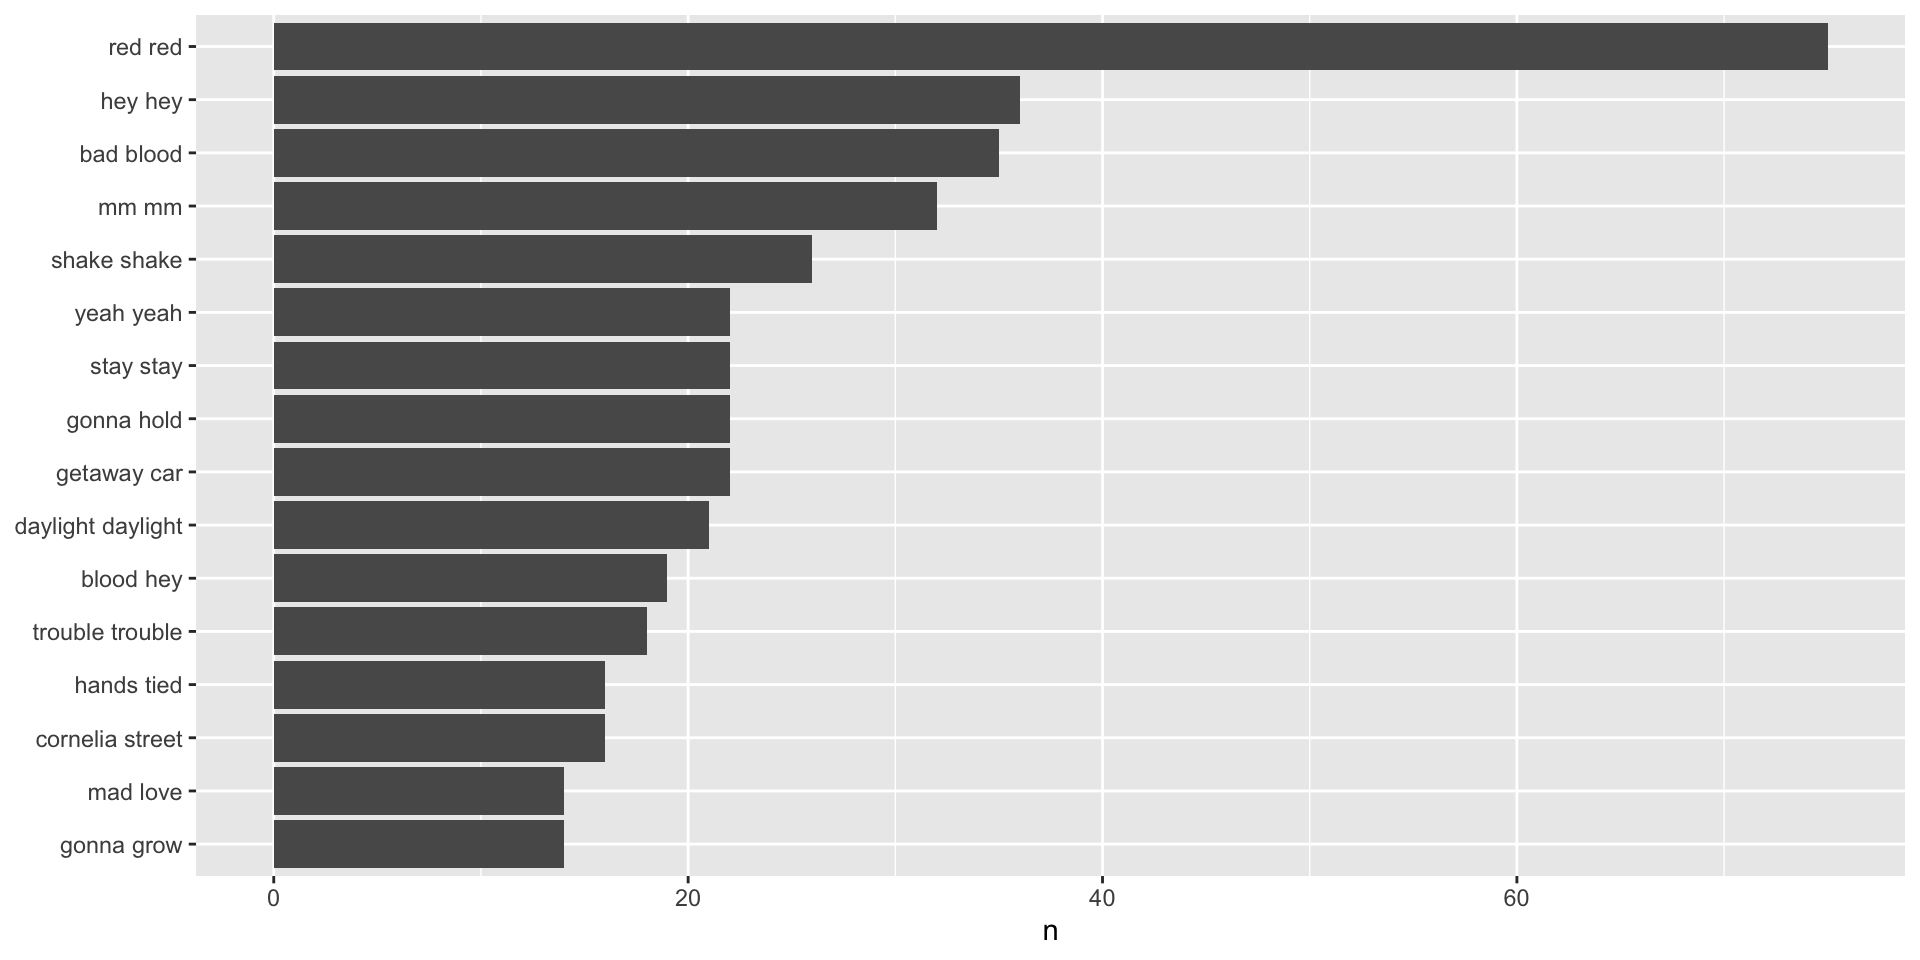 red red
hey hey
bad blood
mm mm
shake shake
yeah yeah
stay stay
gonna hold
getaway car
daylight daylight
blood hey
trouble trouble
hands tied
cornelia street
mad love
gonna grow
0 20 40 60
n